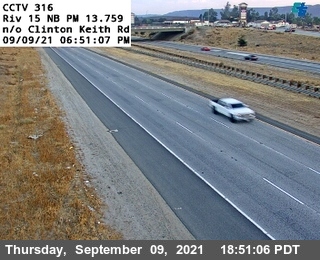 CCTV 316
Riv 15 NB PM 13.759
n/o Clinton Keith Rd
09/09/21 06:51:07 PM
Thursday, September 09, 2021 18:51:06 PDT